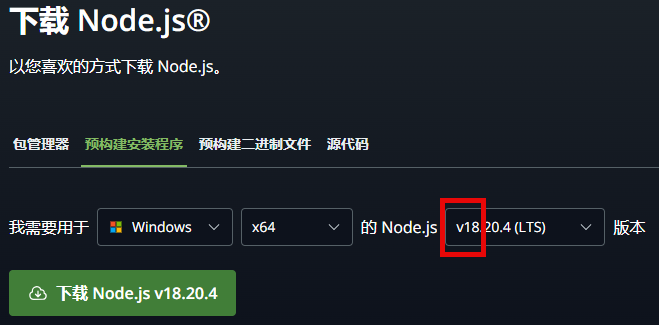 下载 Node.js®
以您喜欢的方式下载 Node.js。
包管理器 预构建安装程序 预构建二进制文件 源代码
我需要用于 Windows x64 的 Node.js v18.20.4 (LTS) 版本
下载 Node.js v18.20.4